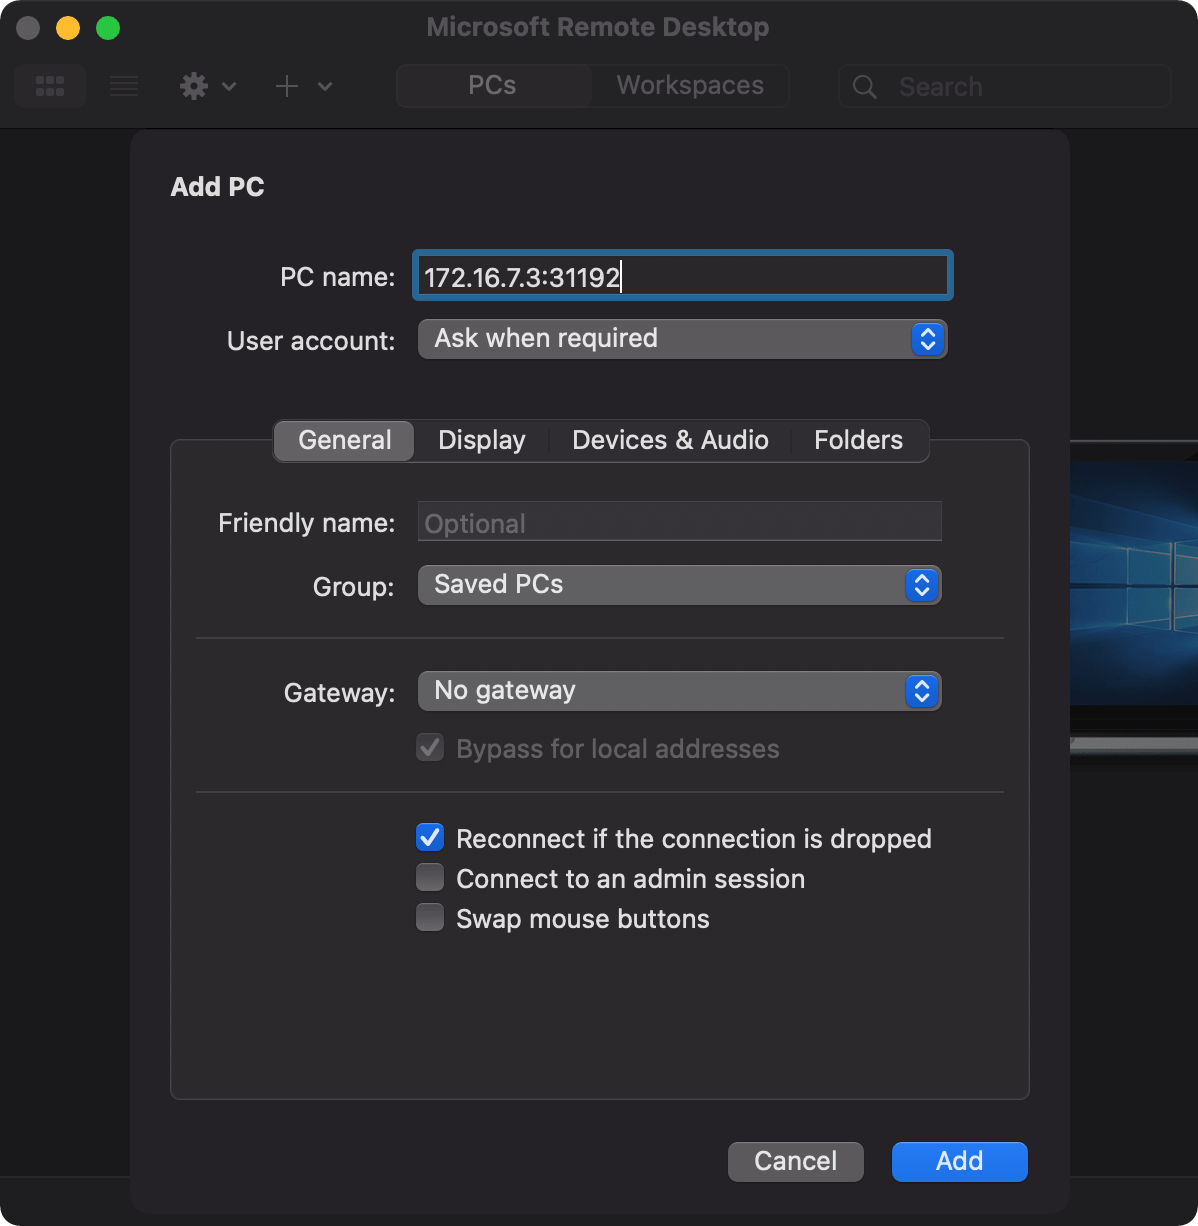 Microsoft Remote Desktop
PCs Workspaces Search
Add PC
PC name: 172.16.7.3:31192
User account: Ask when required
General Display Devices & Audio Folders
Friendly name: Optional
Group: Saved PCs
Gateway: No gateway
Bypass for local addresses
Reconnect if the connection is dropped
Connect to an admin session
Swap mouse buttons
Cancel Add